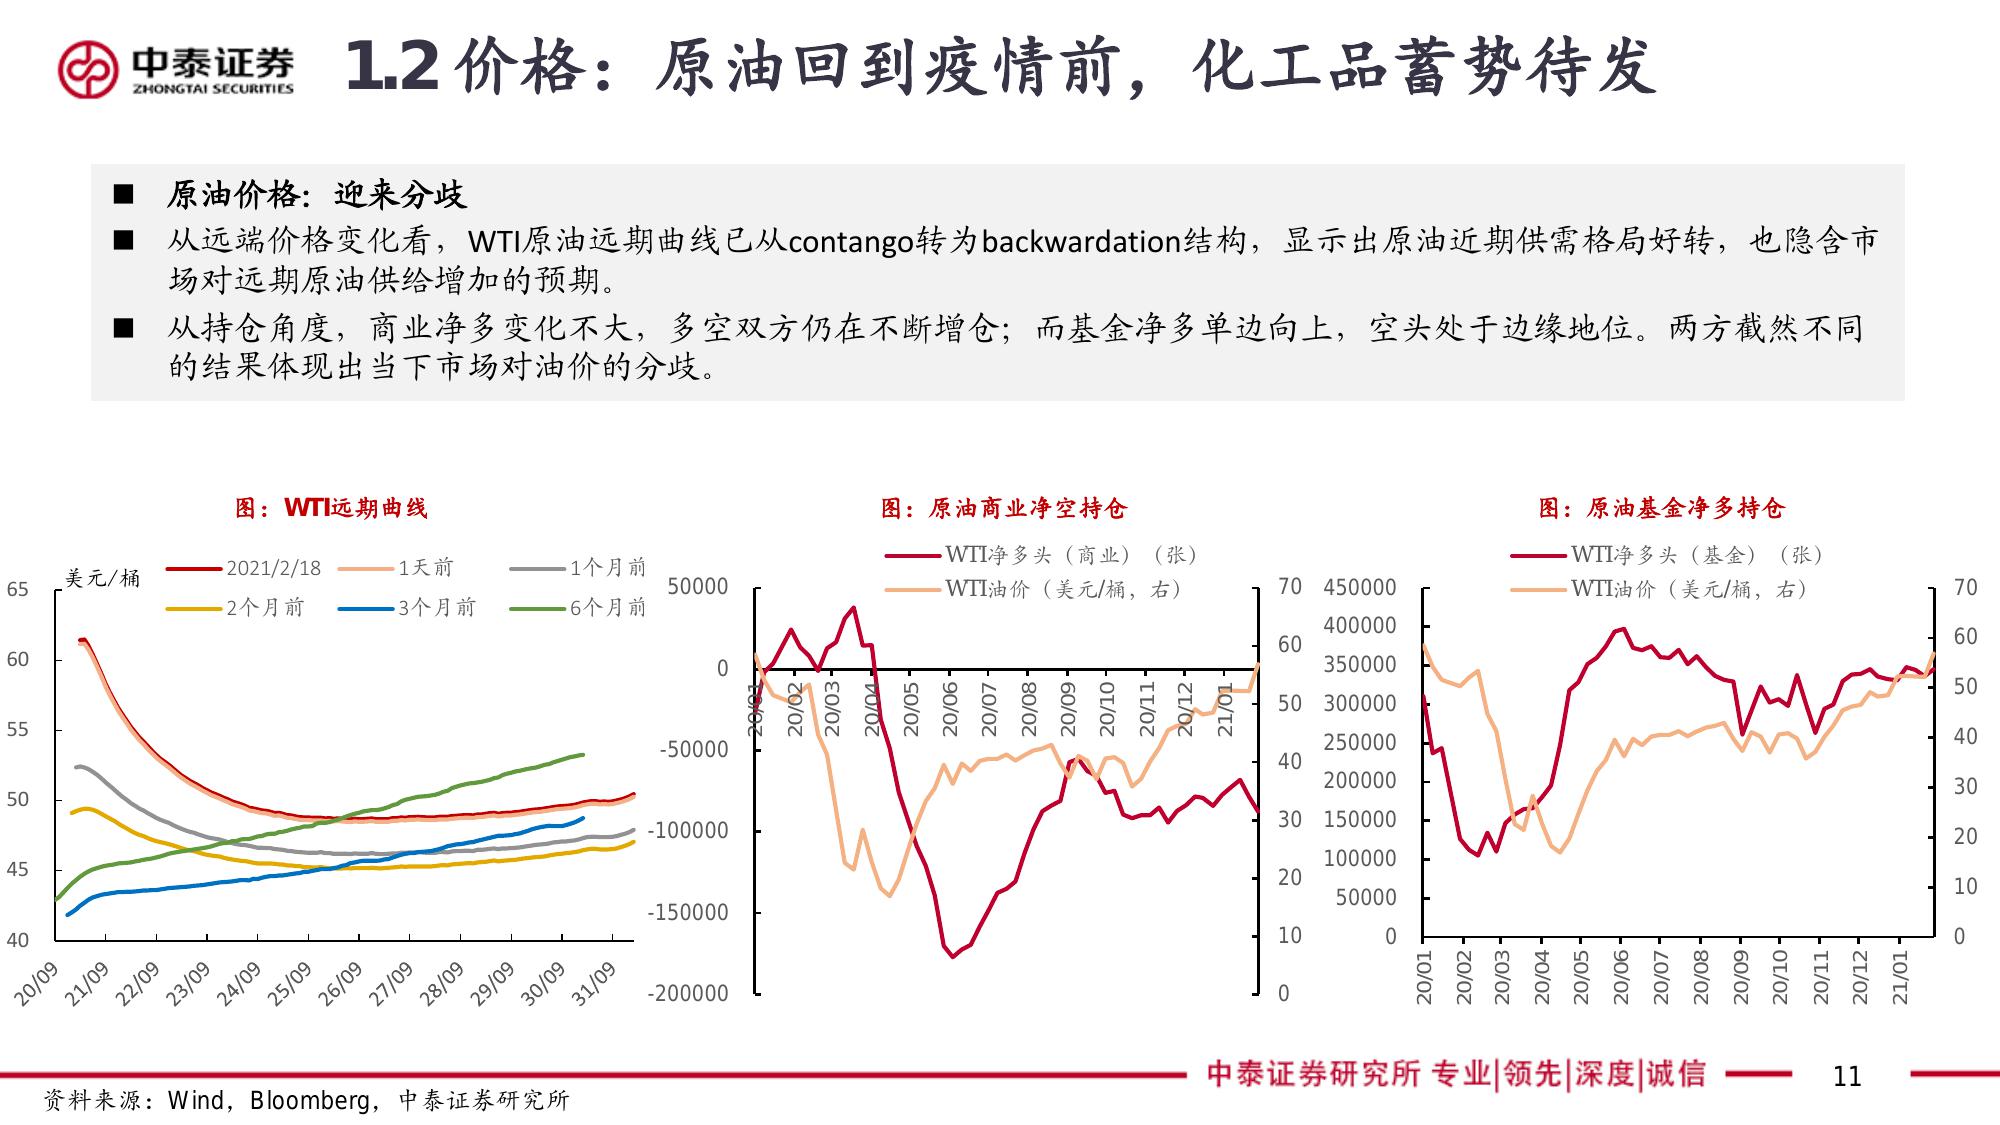 中泰证券
ZHONGTAI SECURITIES
1.2 价格：原油回到疫情前，化工品蓄势待发
■ 原油价格：迎来分歧
■ 从远端价格变化看，WTI原油远期曲线已从contango转为backwardation结构，显示出原油近期供需格局好转，也隐含市
场对远期原油供给增加的预期。
■ 从持仓角度，商业净多变化不大，多空双方仍在不断增仓；而基金净多单边向上，空头处于边缘地位。两方截然不同
的结果体现出当下市场对油价的分歧。
图：WTI远期曲线
美元/桶
2021/2/18 1天前 1个月前
2个月前 3个月前 6个月前
65
60
55
50
45
40
20/09 21/09 22/09 23/09 24/09 25/09 26/09 27/09 28/09 29/09 30/09 31/09
图：原油商业净空持仓
WTI净多头（商业）（张）
WTI油价（美元/桶，右）
50000
0
-50000
-100000
-150000
-200000
20/01 20/02 20/03 20/04 20/05 20/06 20/07 20/08 20/09 20/10 20/11 20/12 21/01
70
60
50
40
30
20
10
0
图：原油基金净多持仓
WTI净多头（基金）（张）
WTI油价（美元/桶，右）
450000
400000
350000
300000
250000
200000
150000
100000
50000
0
20/01 20/02 20/03 20/04 20/05 20/06 20/07 20/08 20/09 20/10 20/11 20/12 21/01
70
60
50
40
30
20
10
0
中泰证券研究所 专业|领先|深度|诚信
11
资料来源：Wind，Bloomberg，中泰证券研究所